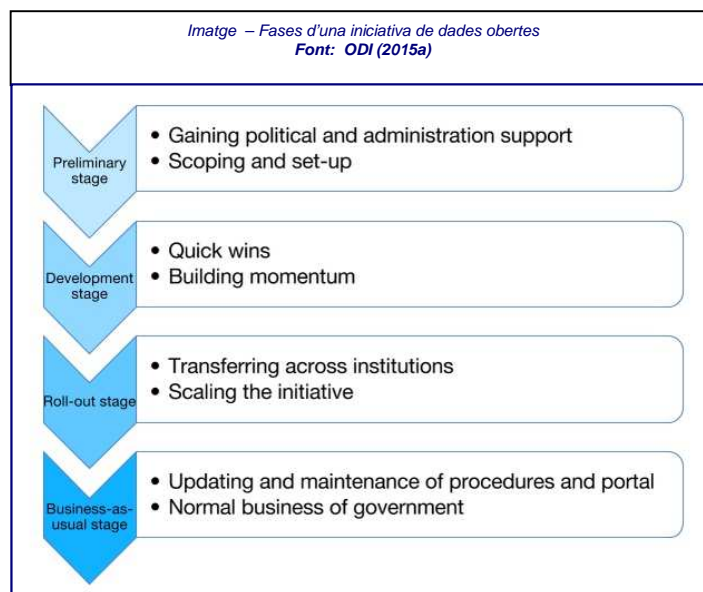 Imatge – Fases d'una iniciativa de dades obertes
Font: ODI (2015a)
Preliminary
stage
• Gaining political and administration support
• Scoping and set-up
Development
stage
• Quick wins
• Building momentum
Roll-out stage
• Transferring across institutions
• Scaling the initiative
Business-as-
usual stage
• Updating and maintenance of procedures and portal
• Normal business of government